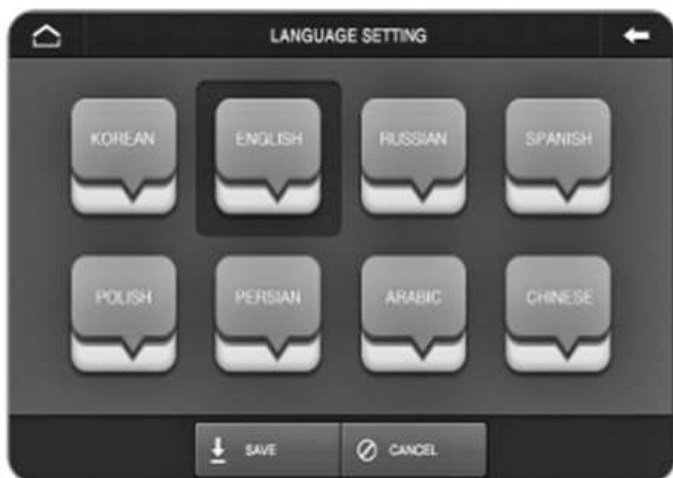 LANGUAGE SETTING
KOREAN ENGLISH RUSSIAN SPANISH
POLISH PERSIAN ARABIC CHINESE
SAVE CANCEL